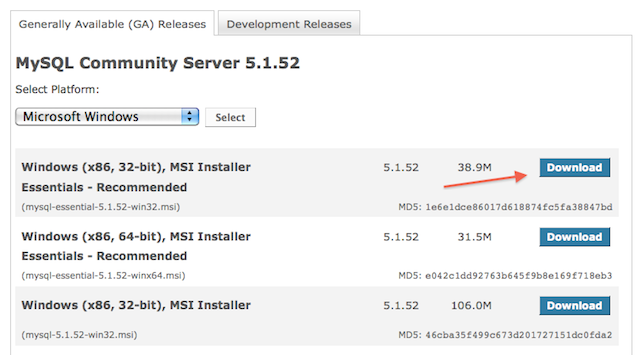 Generally Available (GA) Releases Development Releases
MySQL Community Server 5.1.52
Select Platform:
Microsoft Windows Select
Windows (x86, 32-bit), MSI Installer 5.1.52 38.9M Download
Essentials - Recommended
(mysql-essential-5.1.52-win32.msi) MD5: 1e6e1dce86017d618874fc5fa38847bd
Windows (x86, 64-bit), MSI Installer 5.1.52 31.5M Download
Essentials - Recommended
(mysql-essential-5.1.52-winx64.msi) MD5: e042c1dd92763b645f9b8e169f718eb3
Windows (x86, 32-bit), MSI Installer 5.1.52 106.0M Download
(mysql-5.1.52-win32.msi) MD5: 46cba35f499c673d201727151dc0fda2